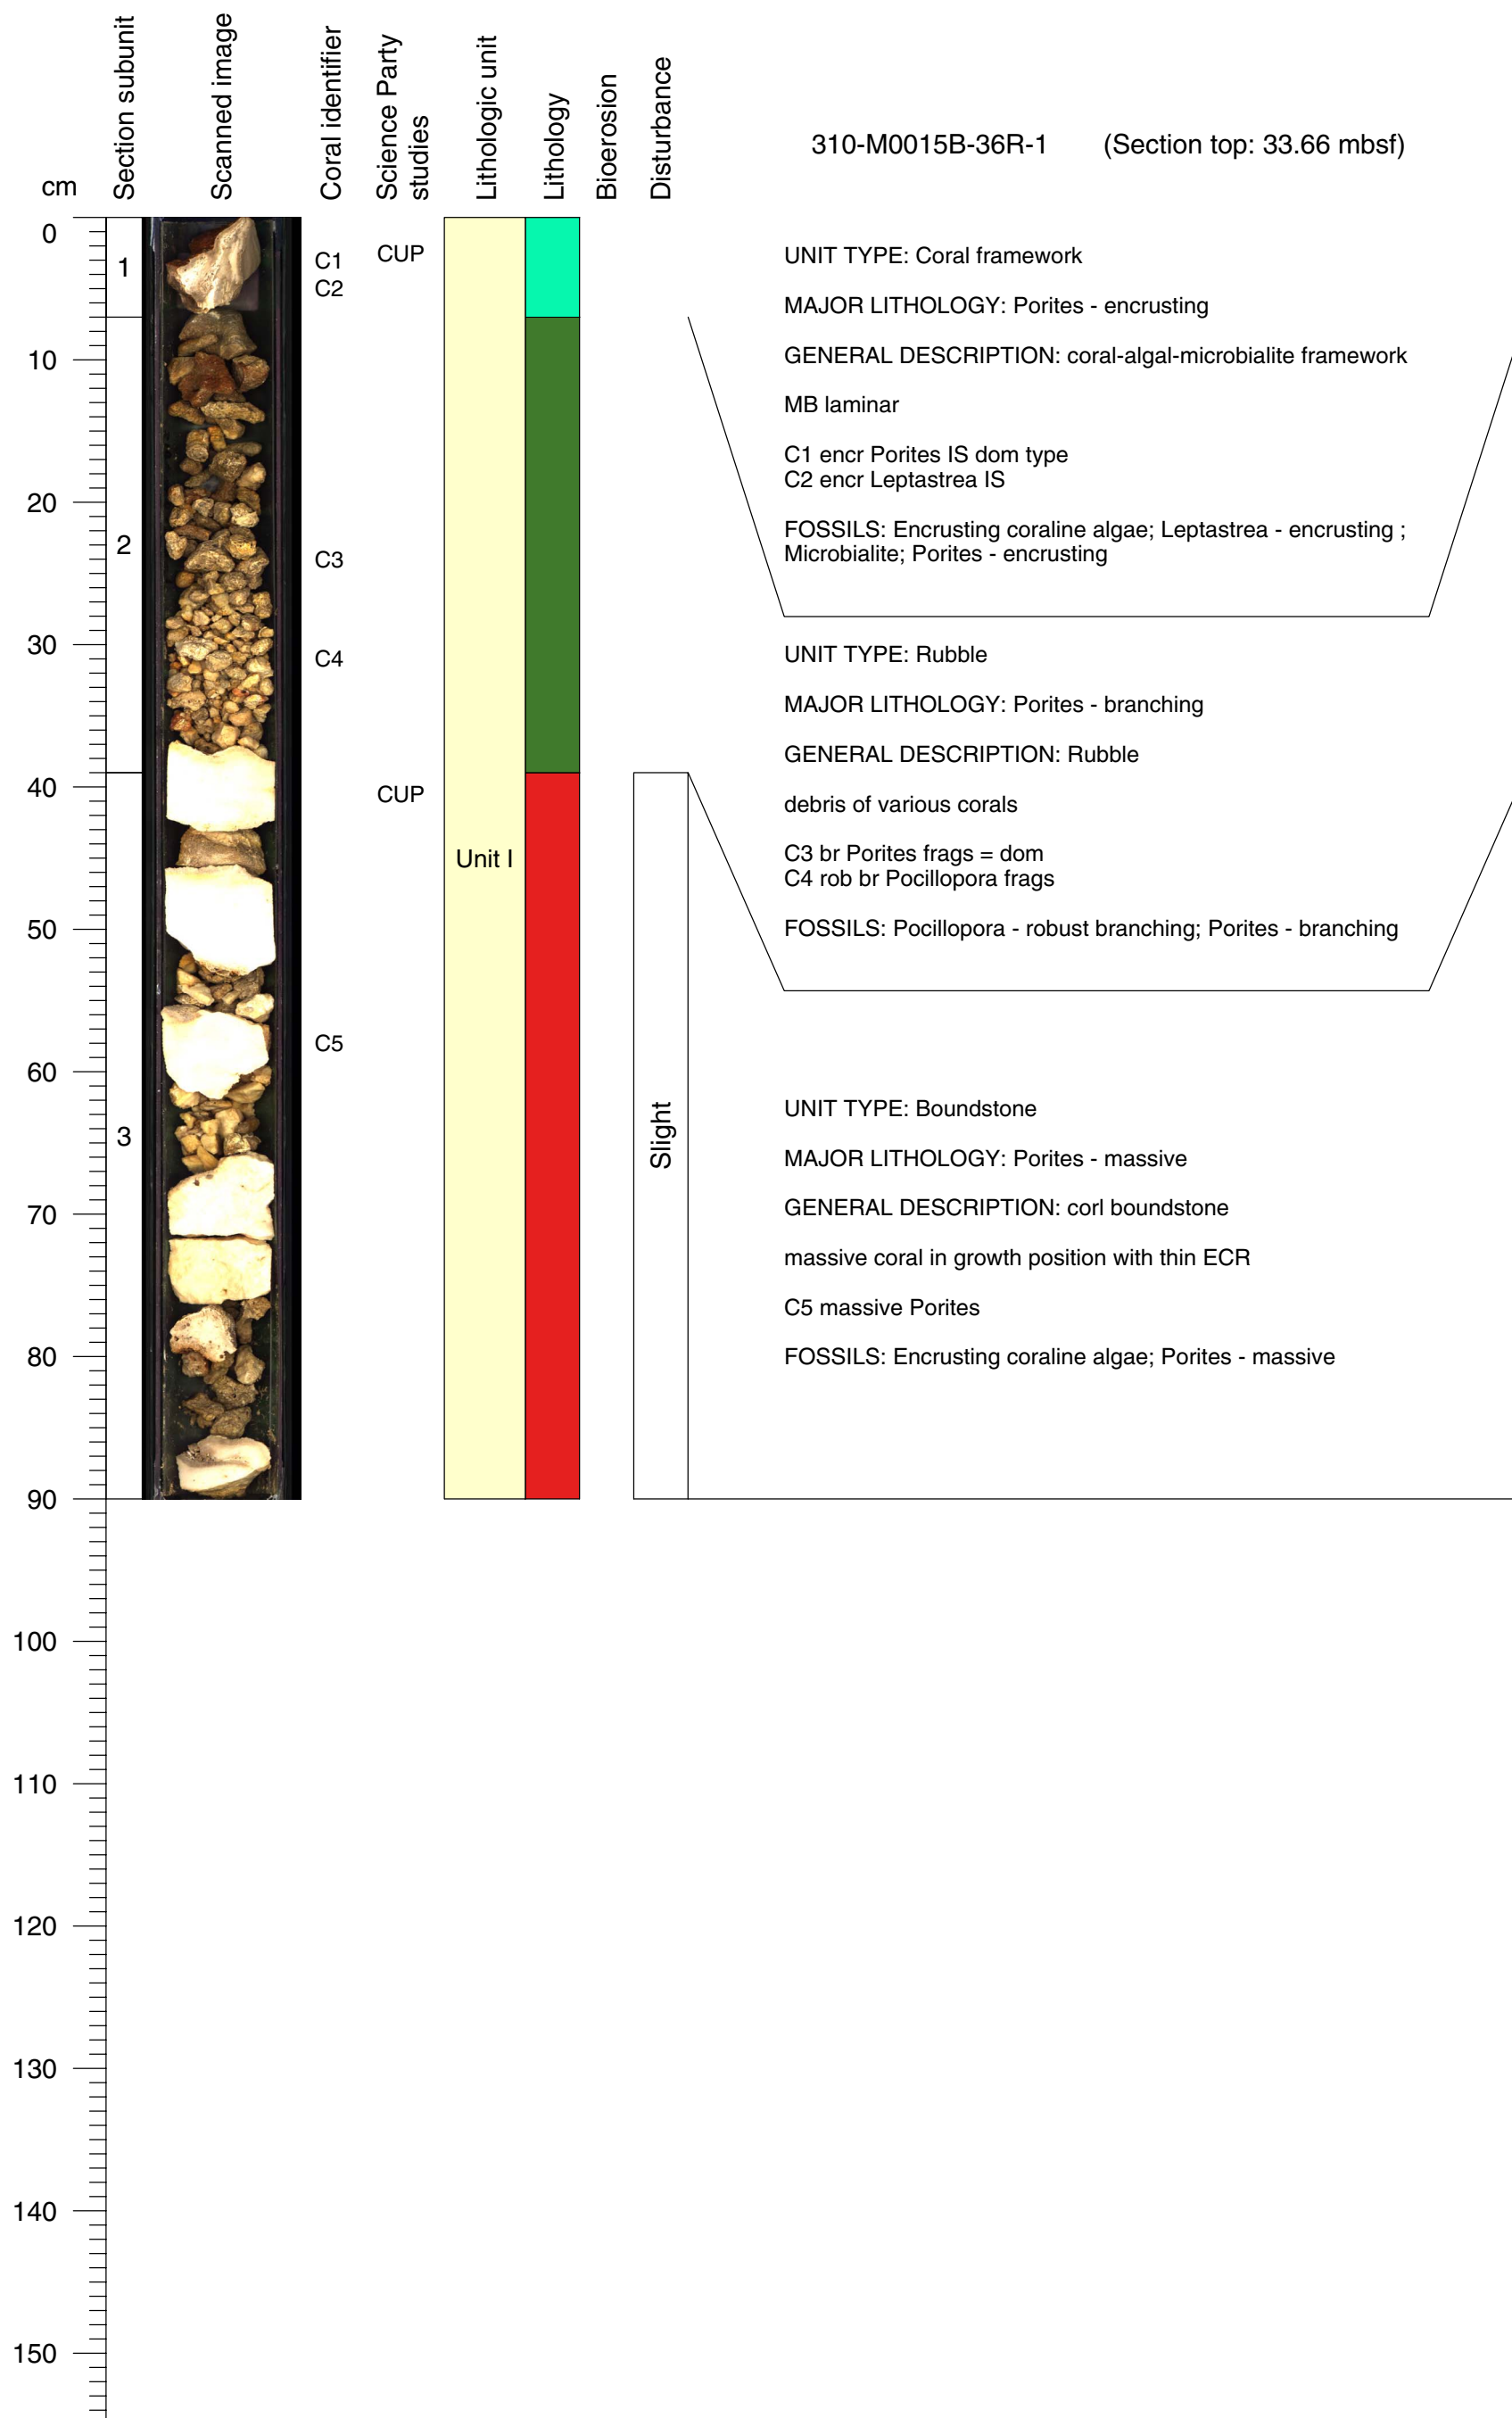 Section subunit
Scanned image
Coral identifier
Science Party
studies
Lithologic unit
Lithology
Bioerosion
Disturbance
310-M0015B-36R-1 (Section top: 33.66 mbsf)
cm
0
10
20
30
40
50
60
70
80
90
100
110
120
130
140
150
1
2
3
C1
C2
C3
C4
C5
CUP
CUP
Unit I
Slight
UNIT TYPE: Coral framework
MAJOR LITHOLOGY: Porites - encrusting
GENERAL DESCRIPTION: coral-algal-microbialite framework
MB laminar
C1 encr Porites IS dom type
C2 encr Leptastrea IS
FOSSILS: Encrusting coraline algae; Leptastrea - encrusting ;
Microbialite; Porites - encrusting
UNIT TYPE: Rubble
MAJOR LITHOLOGY: Porites - branching
GENERAL DESCRIPTION: Rubble
debris of various corals
C3 br Porites frags = dom
C4 rob br Pocillopora frags
FOSSILS: Pocillopora - robust branching; Porites - branching
UNIT TYPE: Boundstone
MAJOR LITHOLOGY: Porites - massive
GENERAL DESCRIPTION: corl boundstone
massive coral in growth position with thin ECR
C5 massive Porites
FOSSILS: Encrusting coraline algae; Porites - massive